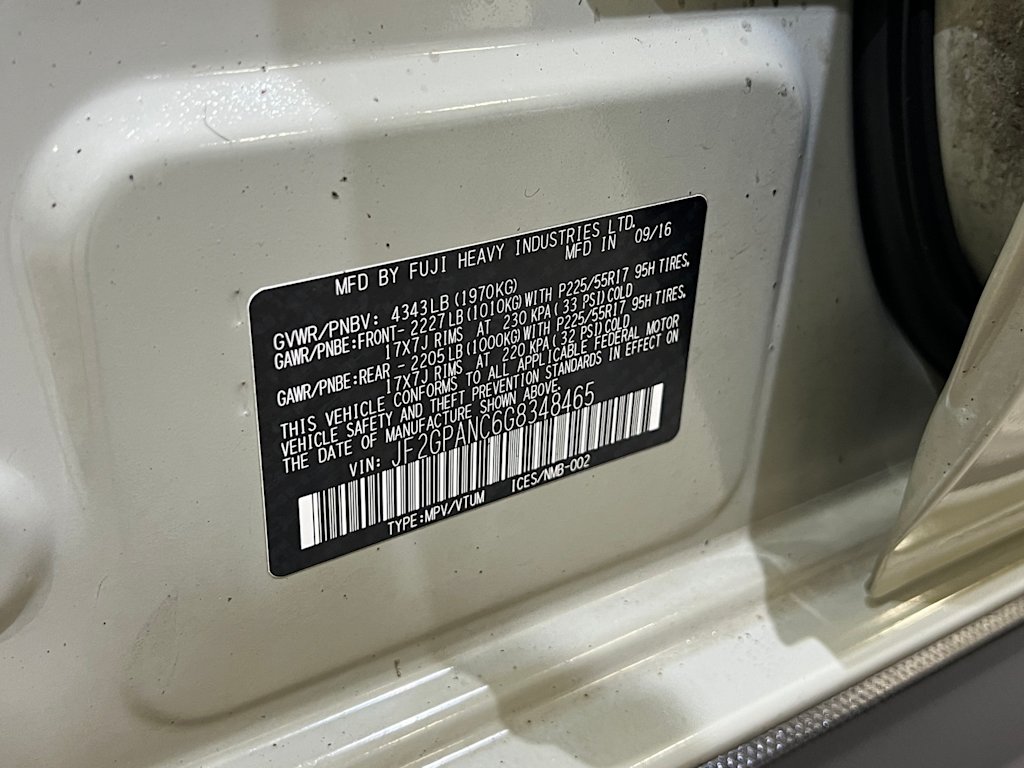 MFD BY FUJI HEAVY INDUSTRIES LTD.
MFD IN 09/16
GVWR/PNBV: 4343LB(1970KG)
GAWR/PNBE:FRONT-2227LB(1010KG)WITH P225/55R17 95H TIRES,
17X7J RIMS AT 230 KPA(33 PSI)COLD
GAWR/PNBE:REAR -2205LB(1000KG)WITH P225/55R17 95H TIRES,
17X7J RIMS AT 220 KPA(32 PSI)COLD
THIS VEHICLE CONFORMS TO ALL APPLICABLE FEDERAL MOTOR
VEHICLE SAFETY AND THEFT PREVENTION STANDARDS IN EFFECT ON
THE DATE OF MANUFACTURE SHOWN ABOVE.
VIN: JF2GPANC6G8348465
TYPE:MPV/VTUM ICES/NMB-002